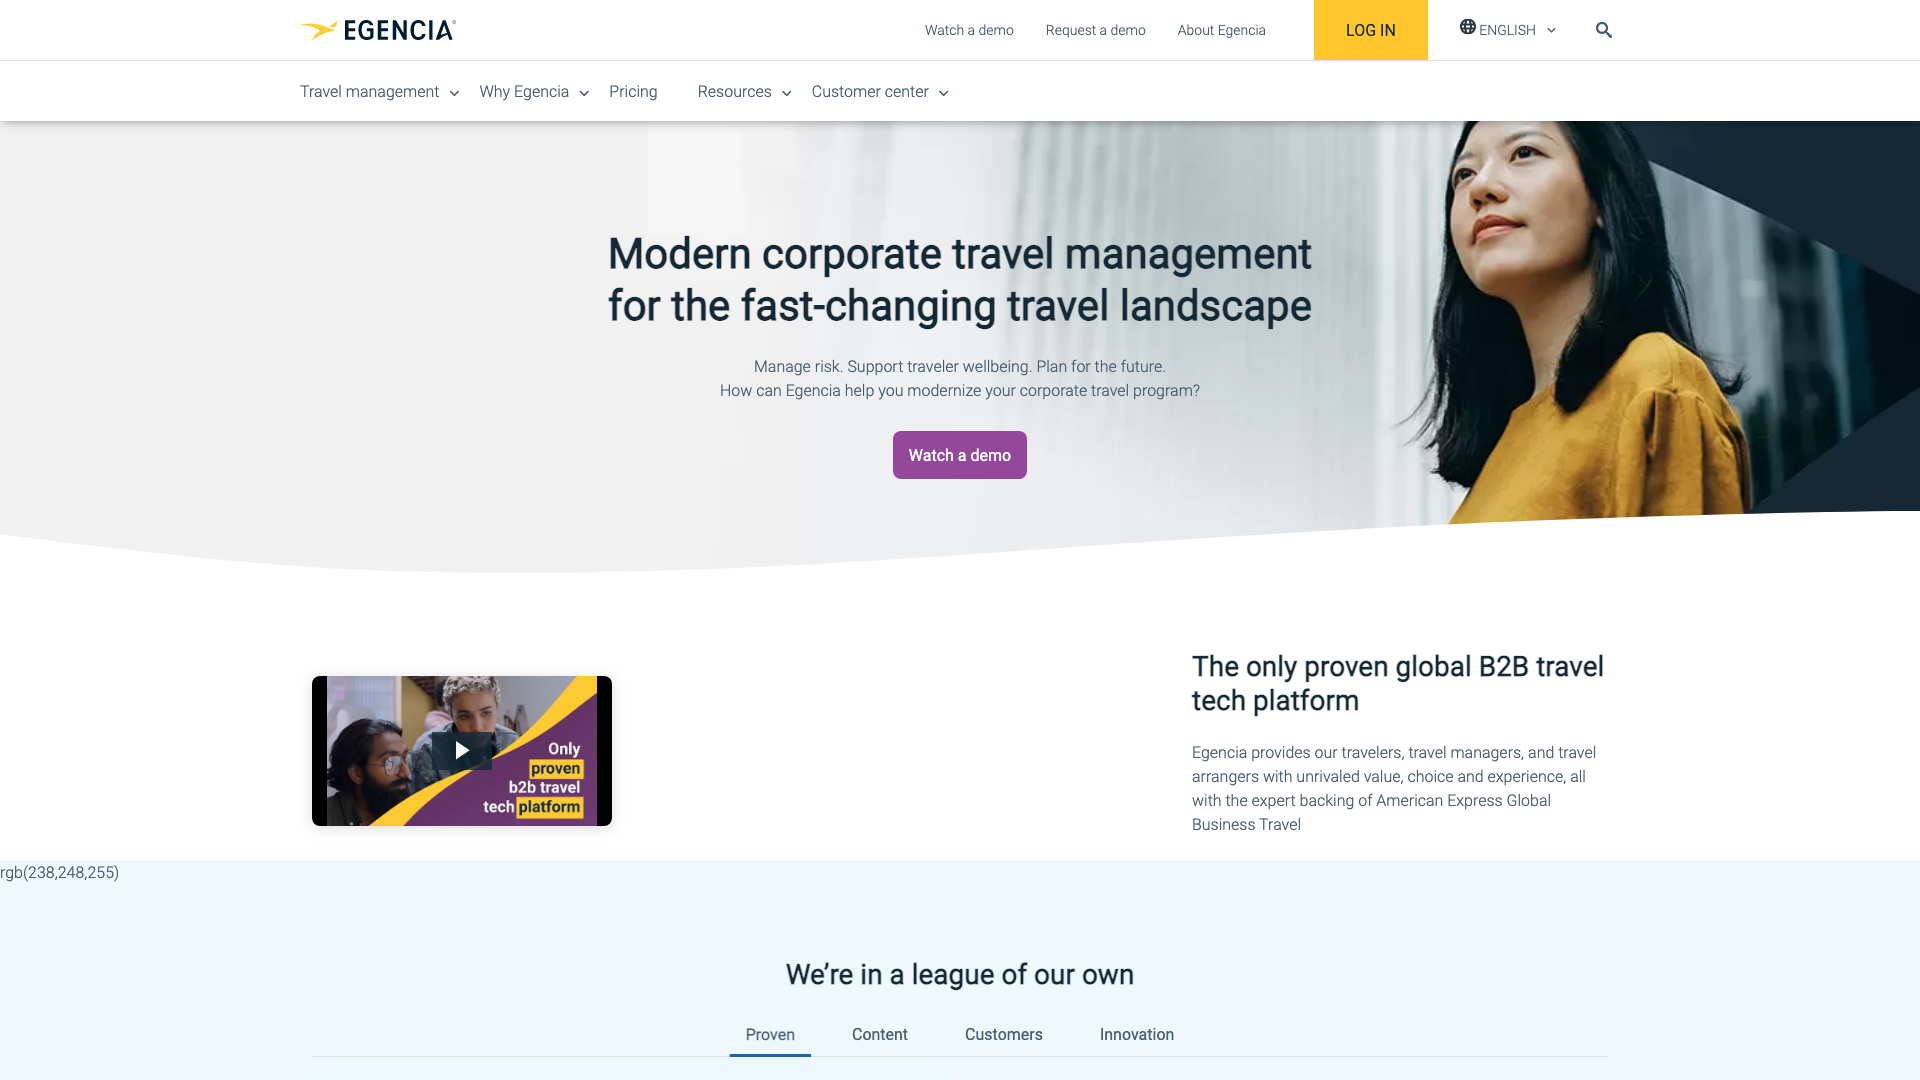 EGENCIA
Watch a demo
Request a demo
About Egencia
LOG IN
ENGLISH
Travel management
Why Egencia
Pricing
Resources
Customer center
Modern corporate travel management
for the fast-changing travel landscape
Manage risk. Support traveler wellbeing. Plan for the future.
How can Egencia help you modernize your corporate travel program?
Watch a demo
Only
proven
b2b travel
tech platform
The only proven global B2B travel
tech platform
Egencia provides our travelers, travel managers, and travel
arrangers with unrivaled value, choice and experience, all
with the expert backing of American Express Global
Business Travel
rgb(238,248,255)
We’re in a league of our own
Proven
Content
Customers
Innovation